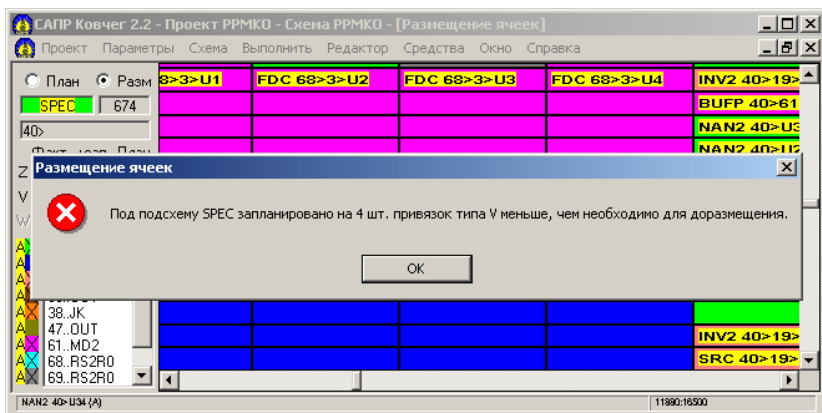 САПР Ковчег 2.2 - Проект РРМКО - Схема РРМКО - [Размещение ячеек]
Проект Параметры Схема Выполнить Редактор Средства Окно Справка
План Разм 8>3>U1 FDC 68>3>U2 FDC 68>3>U3 FDC 68>3>U4 INV2 40>19>
SPEC 674 BUFP 40>61
40> NAN2 40>U3
NAN2 40>U2
Размещение ячеек
Z
V
W
Под подсхему SPEC запланировано на 4 шт. привязок типа V меньше, чем необходимо для доразмещения.
OK
38..JK
47..OUT
61..MD2 INV2 40>19>
68..RS2R0 SRC 40>19>
69..RS2R0
NAN2 40>U34 {A} 11890:16500